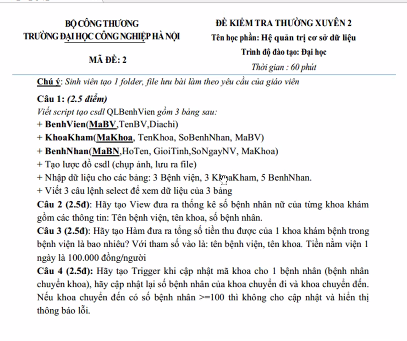 BỘ CÔNG THƯƠNG
TRƯỜNG ĐẠI HỌC CÔNG NGHIỆP HÀ NỘI
MÃ ĐỀ: 2
ĐỀ KIỂM TRA THƯỜNG XUYÊN 2
Tên học phần: Hệ quản trị cơ sở dữ liệu
Trình độ đào tạo: Đại học
Thời gian : 60 phút
Chú ý: Sinh viên tạo 1 folder, file lưu bài làm theo yêu cầu của giáo viên
Câu 1: (2.5 điểm)
Viết script tạo csdl QLBenhVien gồm 3 bảng sau:
+ BenhVien(MaBV,TenBV,Diachi)
+ KhoaKham(MaKhoa, TenKhoa, SoBenhNhan, MaBV)
+ BenhNhan(MaBN,HoTen, GioiTinh,SoNgayNV, MaKhoa)
+ Tạo lược đồ csdl (chụp ảnh, lưu ra file)
+ Nhập dữ liệu cho các bảng: 3 Bệnh viện, 3 KhoaKham, 5 BenhNhan.
+ Viết 3 câu lệnh select để xem dữ liệu của 3 bảng
Câu 2 (2.5đ): Hãy tạo View đưa ra thống kê số bệnh nhân nữ của từng khoa khám
gồm các thông tin: Tên bệnh viện, tên khoa, số bệnh nhân.
Câu 3 (2.5đ): Hãy tạo Hàm đưa ra tổng số tiền thu được của 1 khoa khám bệnh trong
bệnh viện là bao nhiêu? Với tham số vào là: tên bệnh viện, tên khoa. Tiền nằm viện 1
ngày là 100.000 đồng/người
Câu 4 (2.5đ): Hãy tạo Trigger khi cập nhật mã khoa cho 1 bệnh nhân (bệnh nhân
chuyển khoa), hãy cập nhật lại số bệnh nhân của khoa chuyển đi và khoa chuyển đến.
Nếu khoa chuyển đến có số bệnh nhân >=100 thì không cho cập nhật và hiển thị
thông báo lỗi.